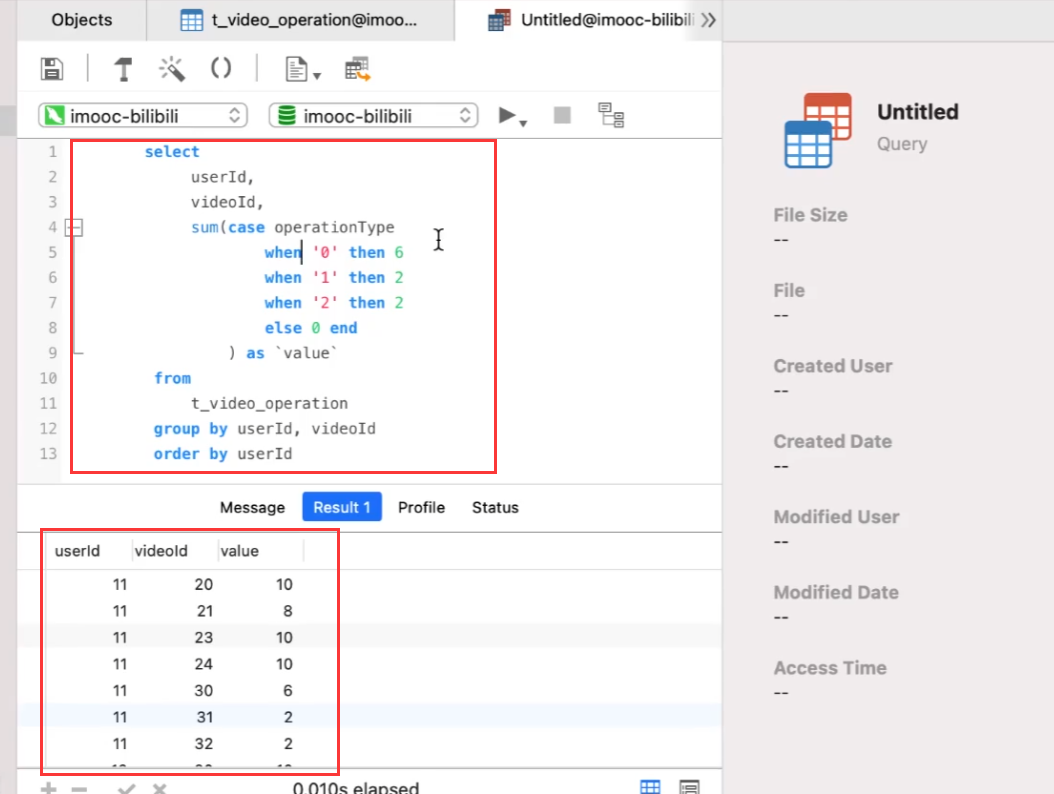 Objects
t_video_operation@imoo...
Untitled@imooc-bilibili
imooc-bilibili
imooc-bilibili
1 select
2 userId,
3 videoId,
4 sum(case operationType
5 when '0' then 6
6 when '1' then 2
7 when '2' then 2
8 else 0 end
9 ) as `value`
10 from
11 t_video_operation
12 group by userId, videoId
13 order by userId
Message Result 1 Profile Status
userId videoId value
11 20 10
11 21 8
11 23 10
11 24 10
11 30 6
11 31 2
11 32 2
0.010s elapsed
Untitled
Query
File Size
--
File
--
Created User
--
Created Date
--
Modified User
--
Modified Date
--
Access Time
--